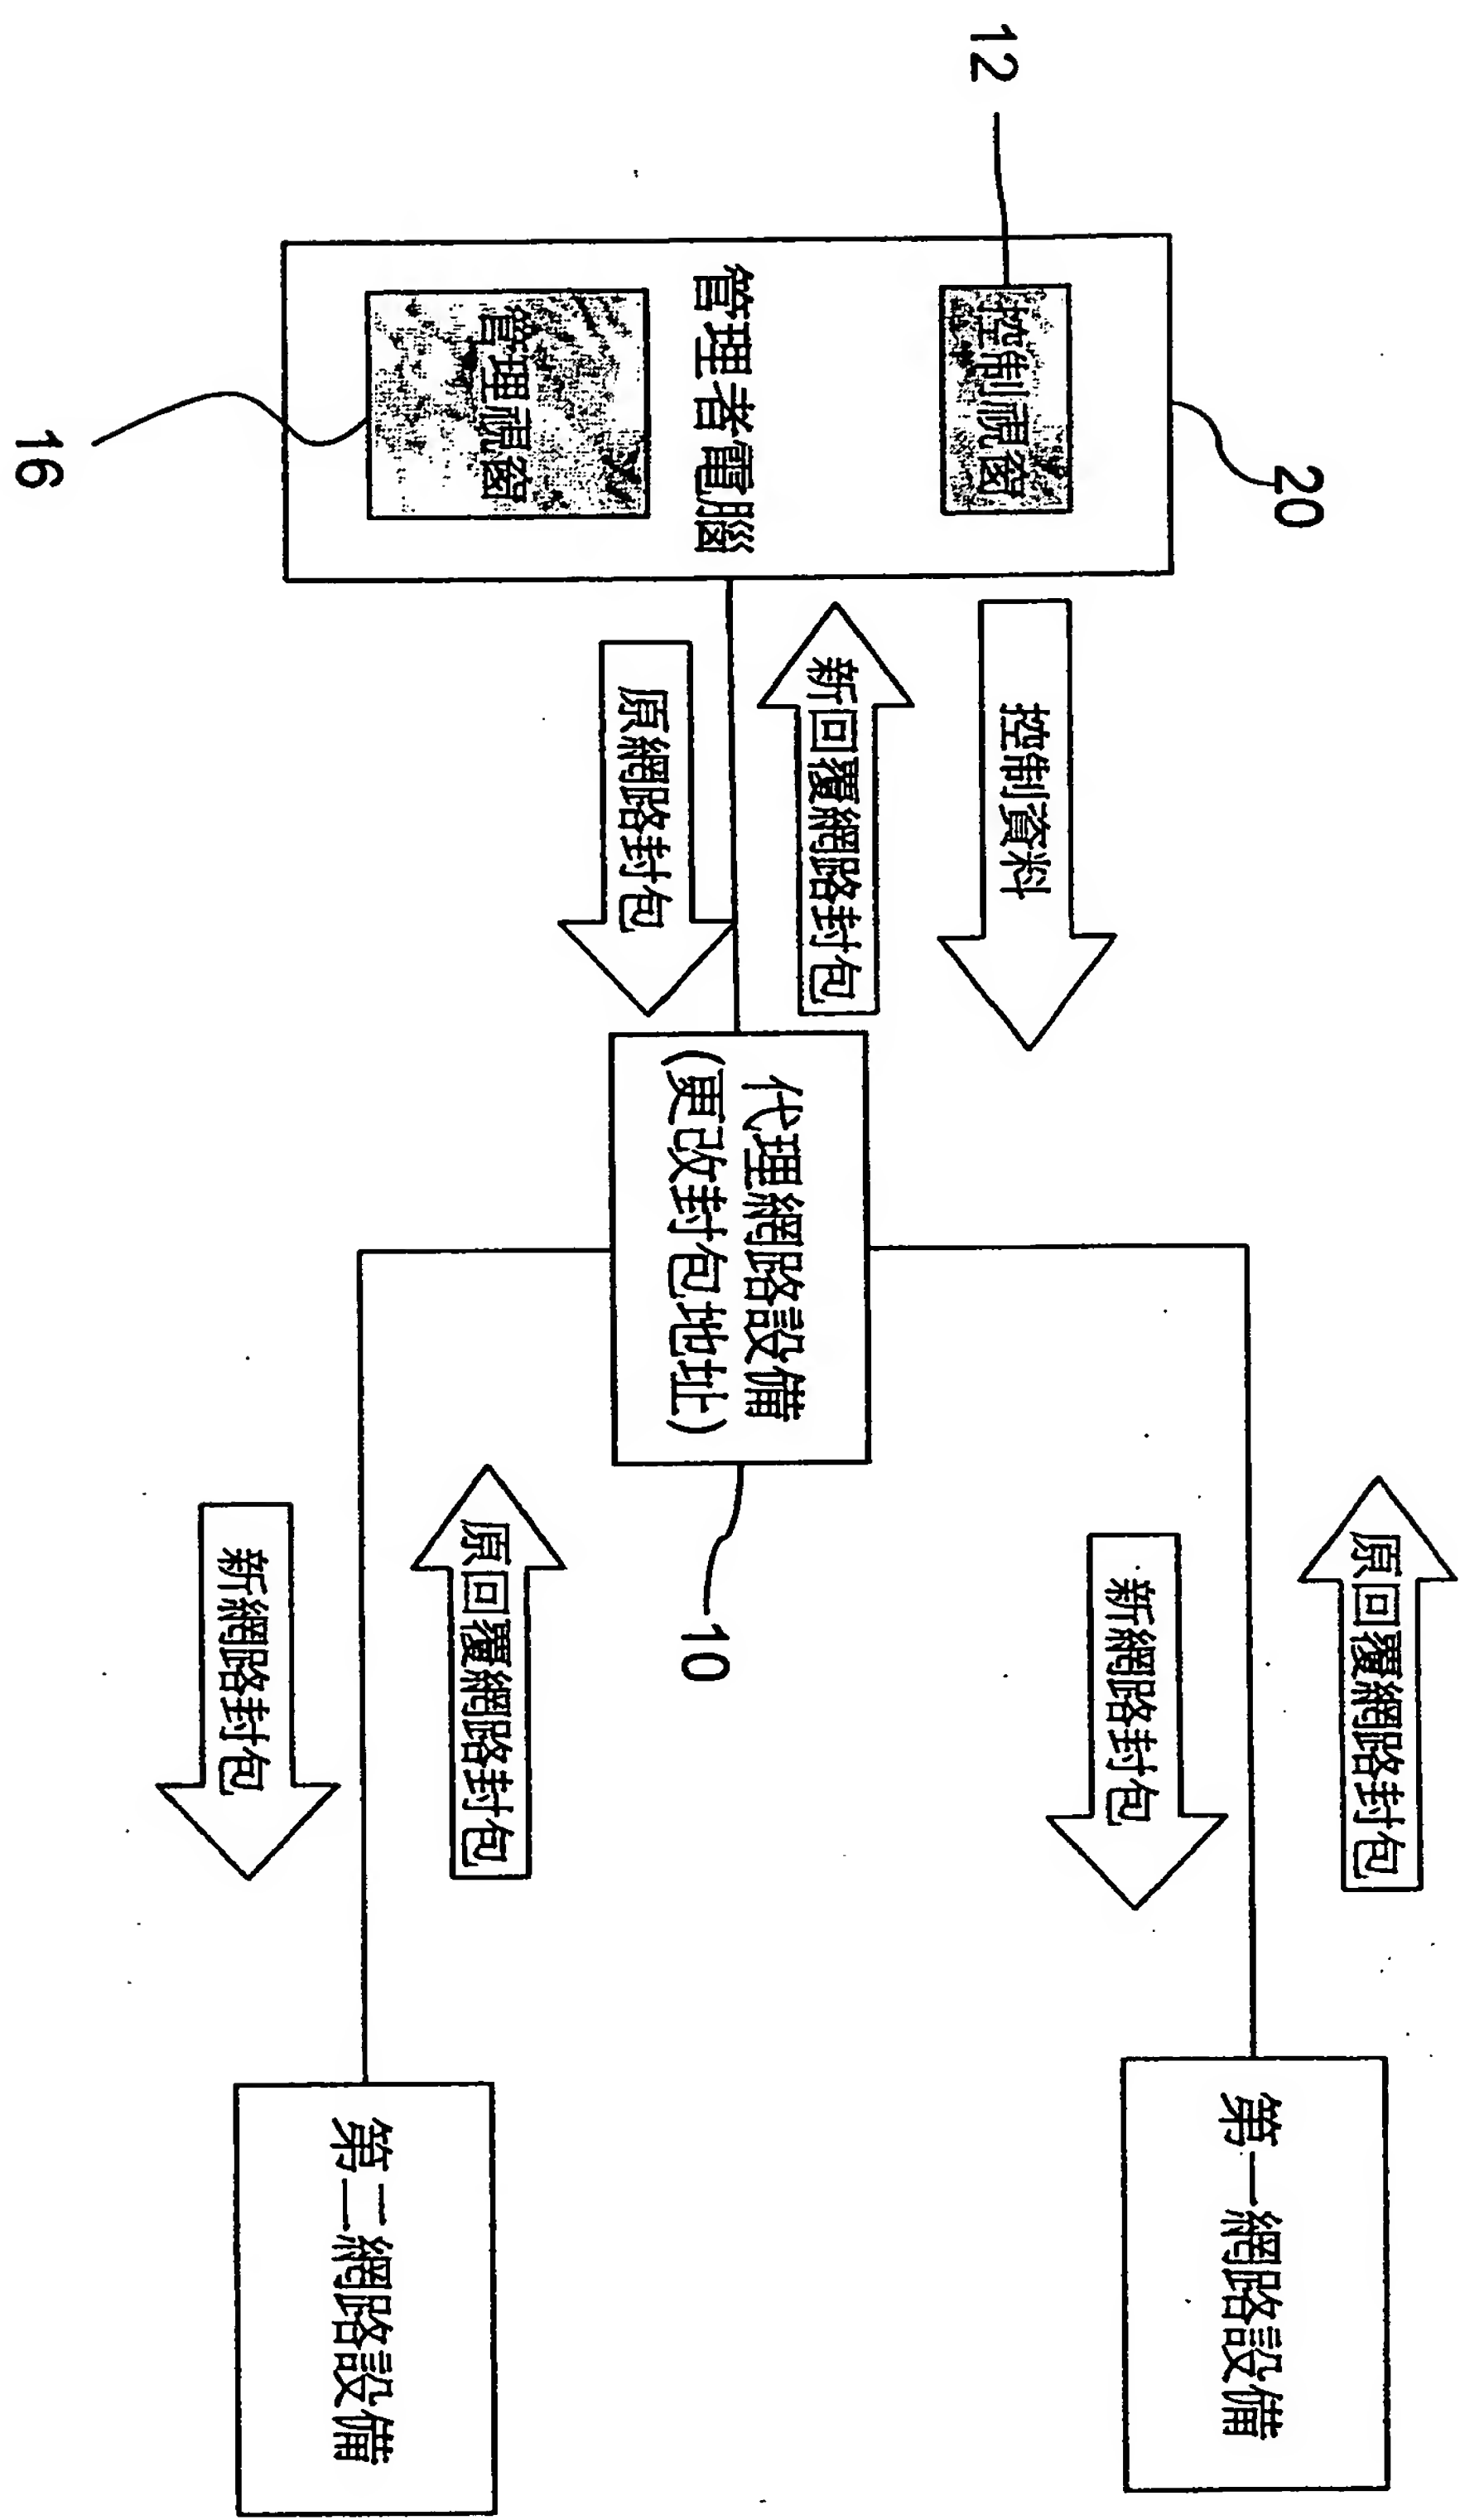 20
12
控制視窗
管理者電腦
管理視窗
16
控制資料
新回覆網路封包
原網路封包
代理網路設備
(更改封包地址)
10
原回覆網路封包
新網路封包
原回覆網路封包
新網路封包
第一網路設備
第二網路設備